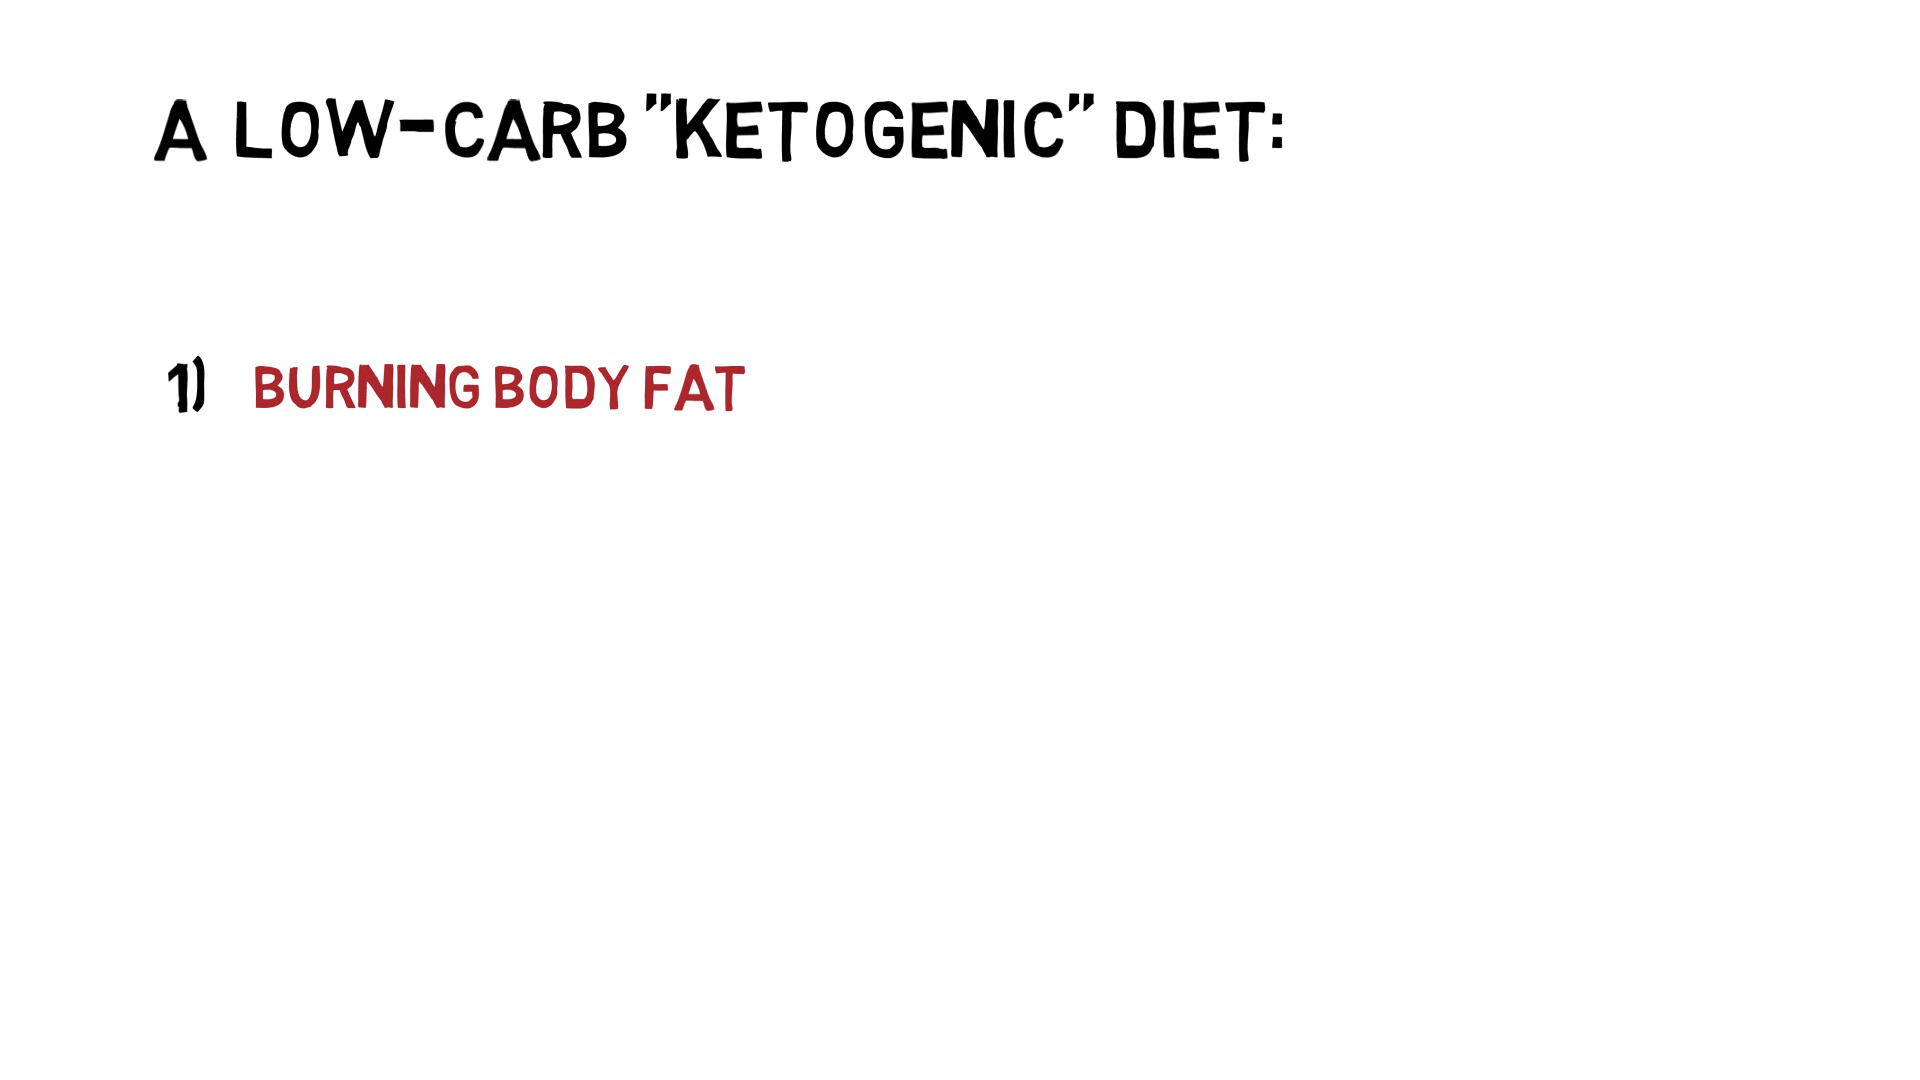 A LOW-CARB "KETOGENIC" DIET:
1) BURNING BODY FAT